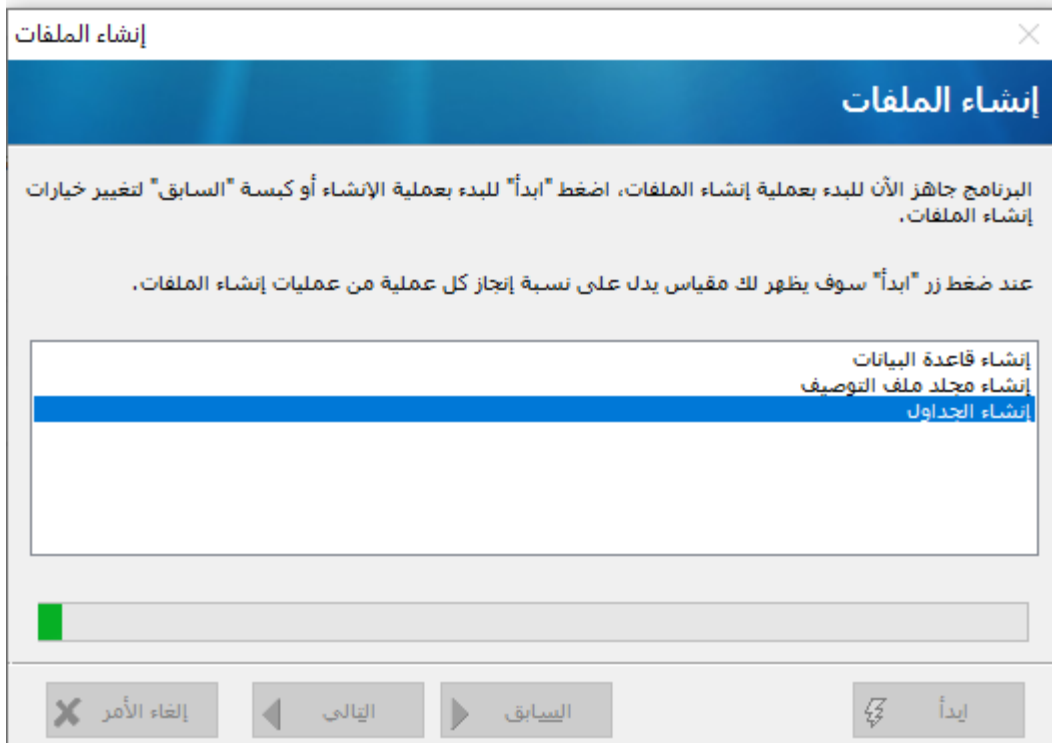 إنشاء الملفات
إنشاء الملفات
البرنامج جاهز الآن للبدء بعملية إنشاء الملفات، اضغط "ابدأ" للبدء بعملية الإنشاء أو كبسة "السابق" لتغيير خيارات
إنشاء الملفات.
عند ضغط زر "ابدأ" سوف يظهر لك مقياس يدل على نسبة إنجاز كل عملية من عمليات إنشاء الملفات.
إنشاء قاعدة البيانات
إنشاء مجلد ملف التوصيف
إنشاء الجداول
ابدأ السابق التالي إلغاء الأمر